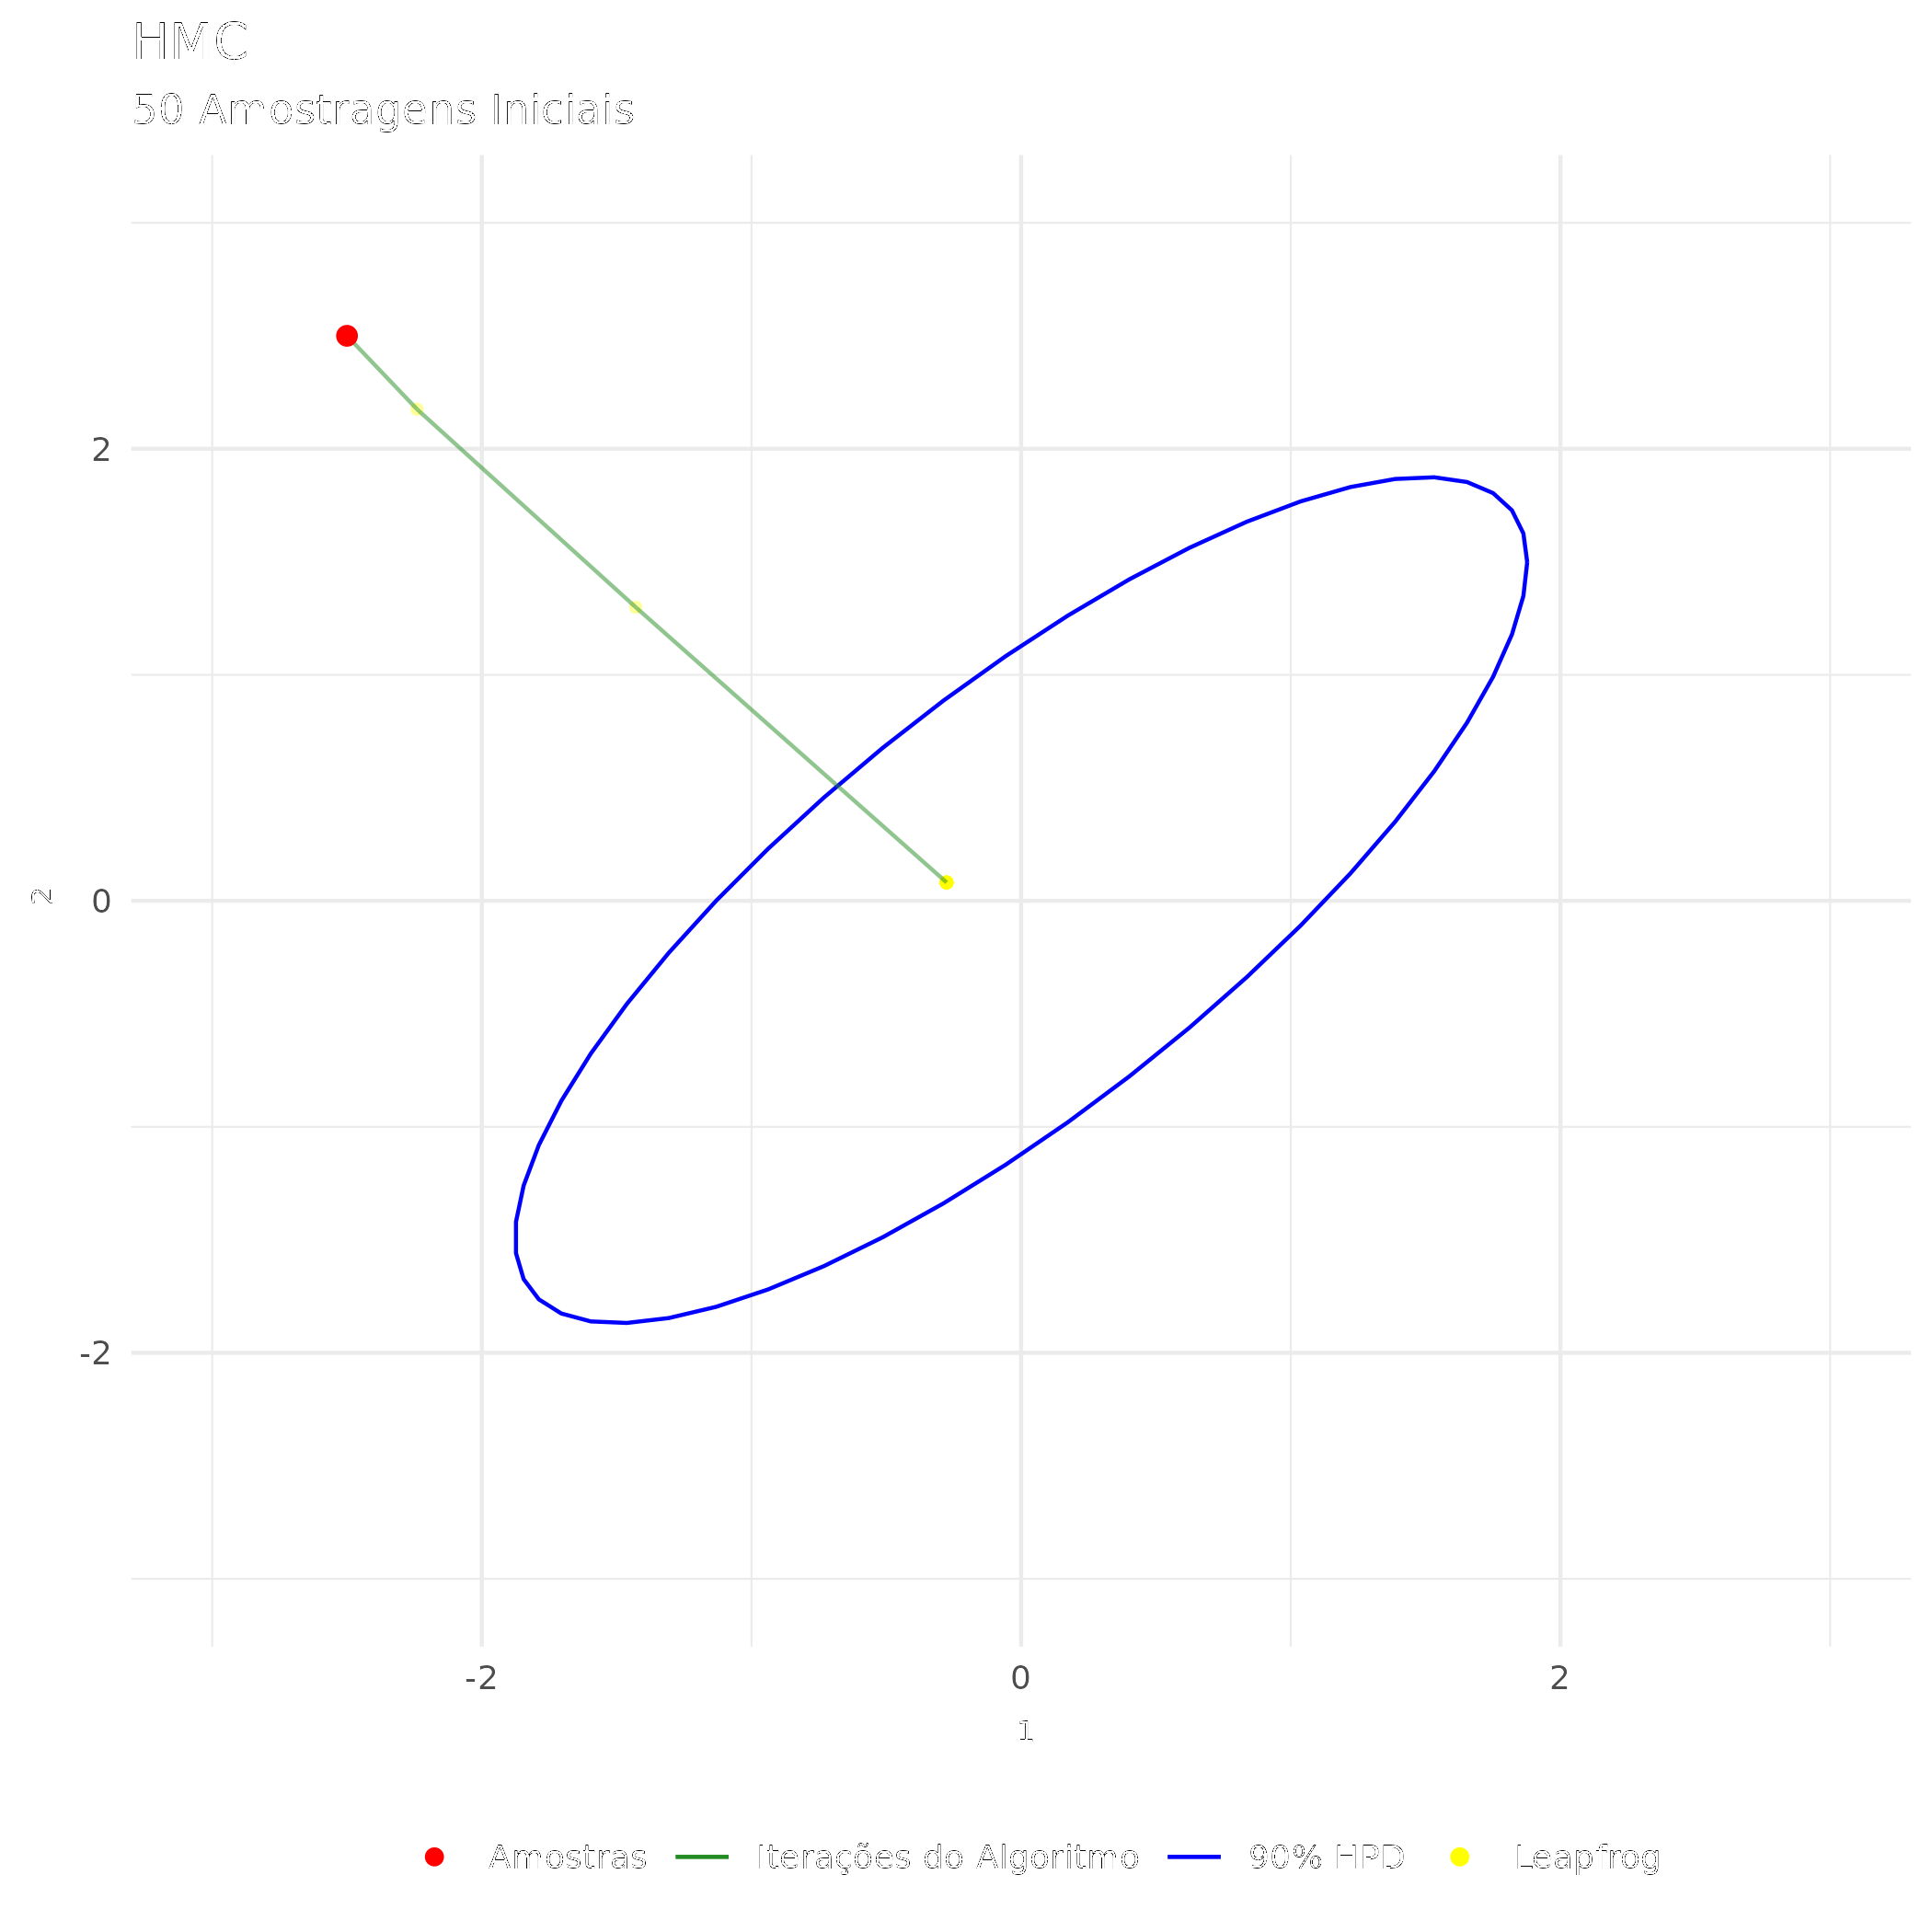 HMC
50 Amostragens Iniciais
2
0
-2
2
-2
0
2
1
Amostras
Iterações do Algoritmo
90% HPD
Leapfrog